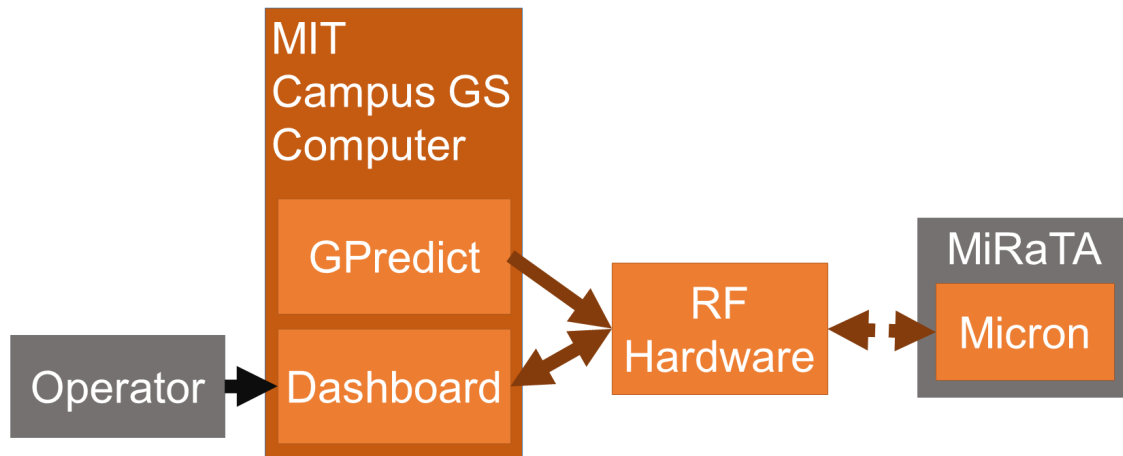 MIT
Campus GS
Computer
GPredict
Dashboard
Operator
RF
Hardware
MiRaTA
Micron